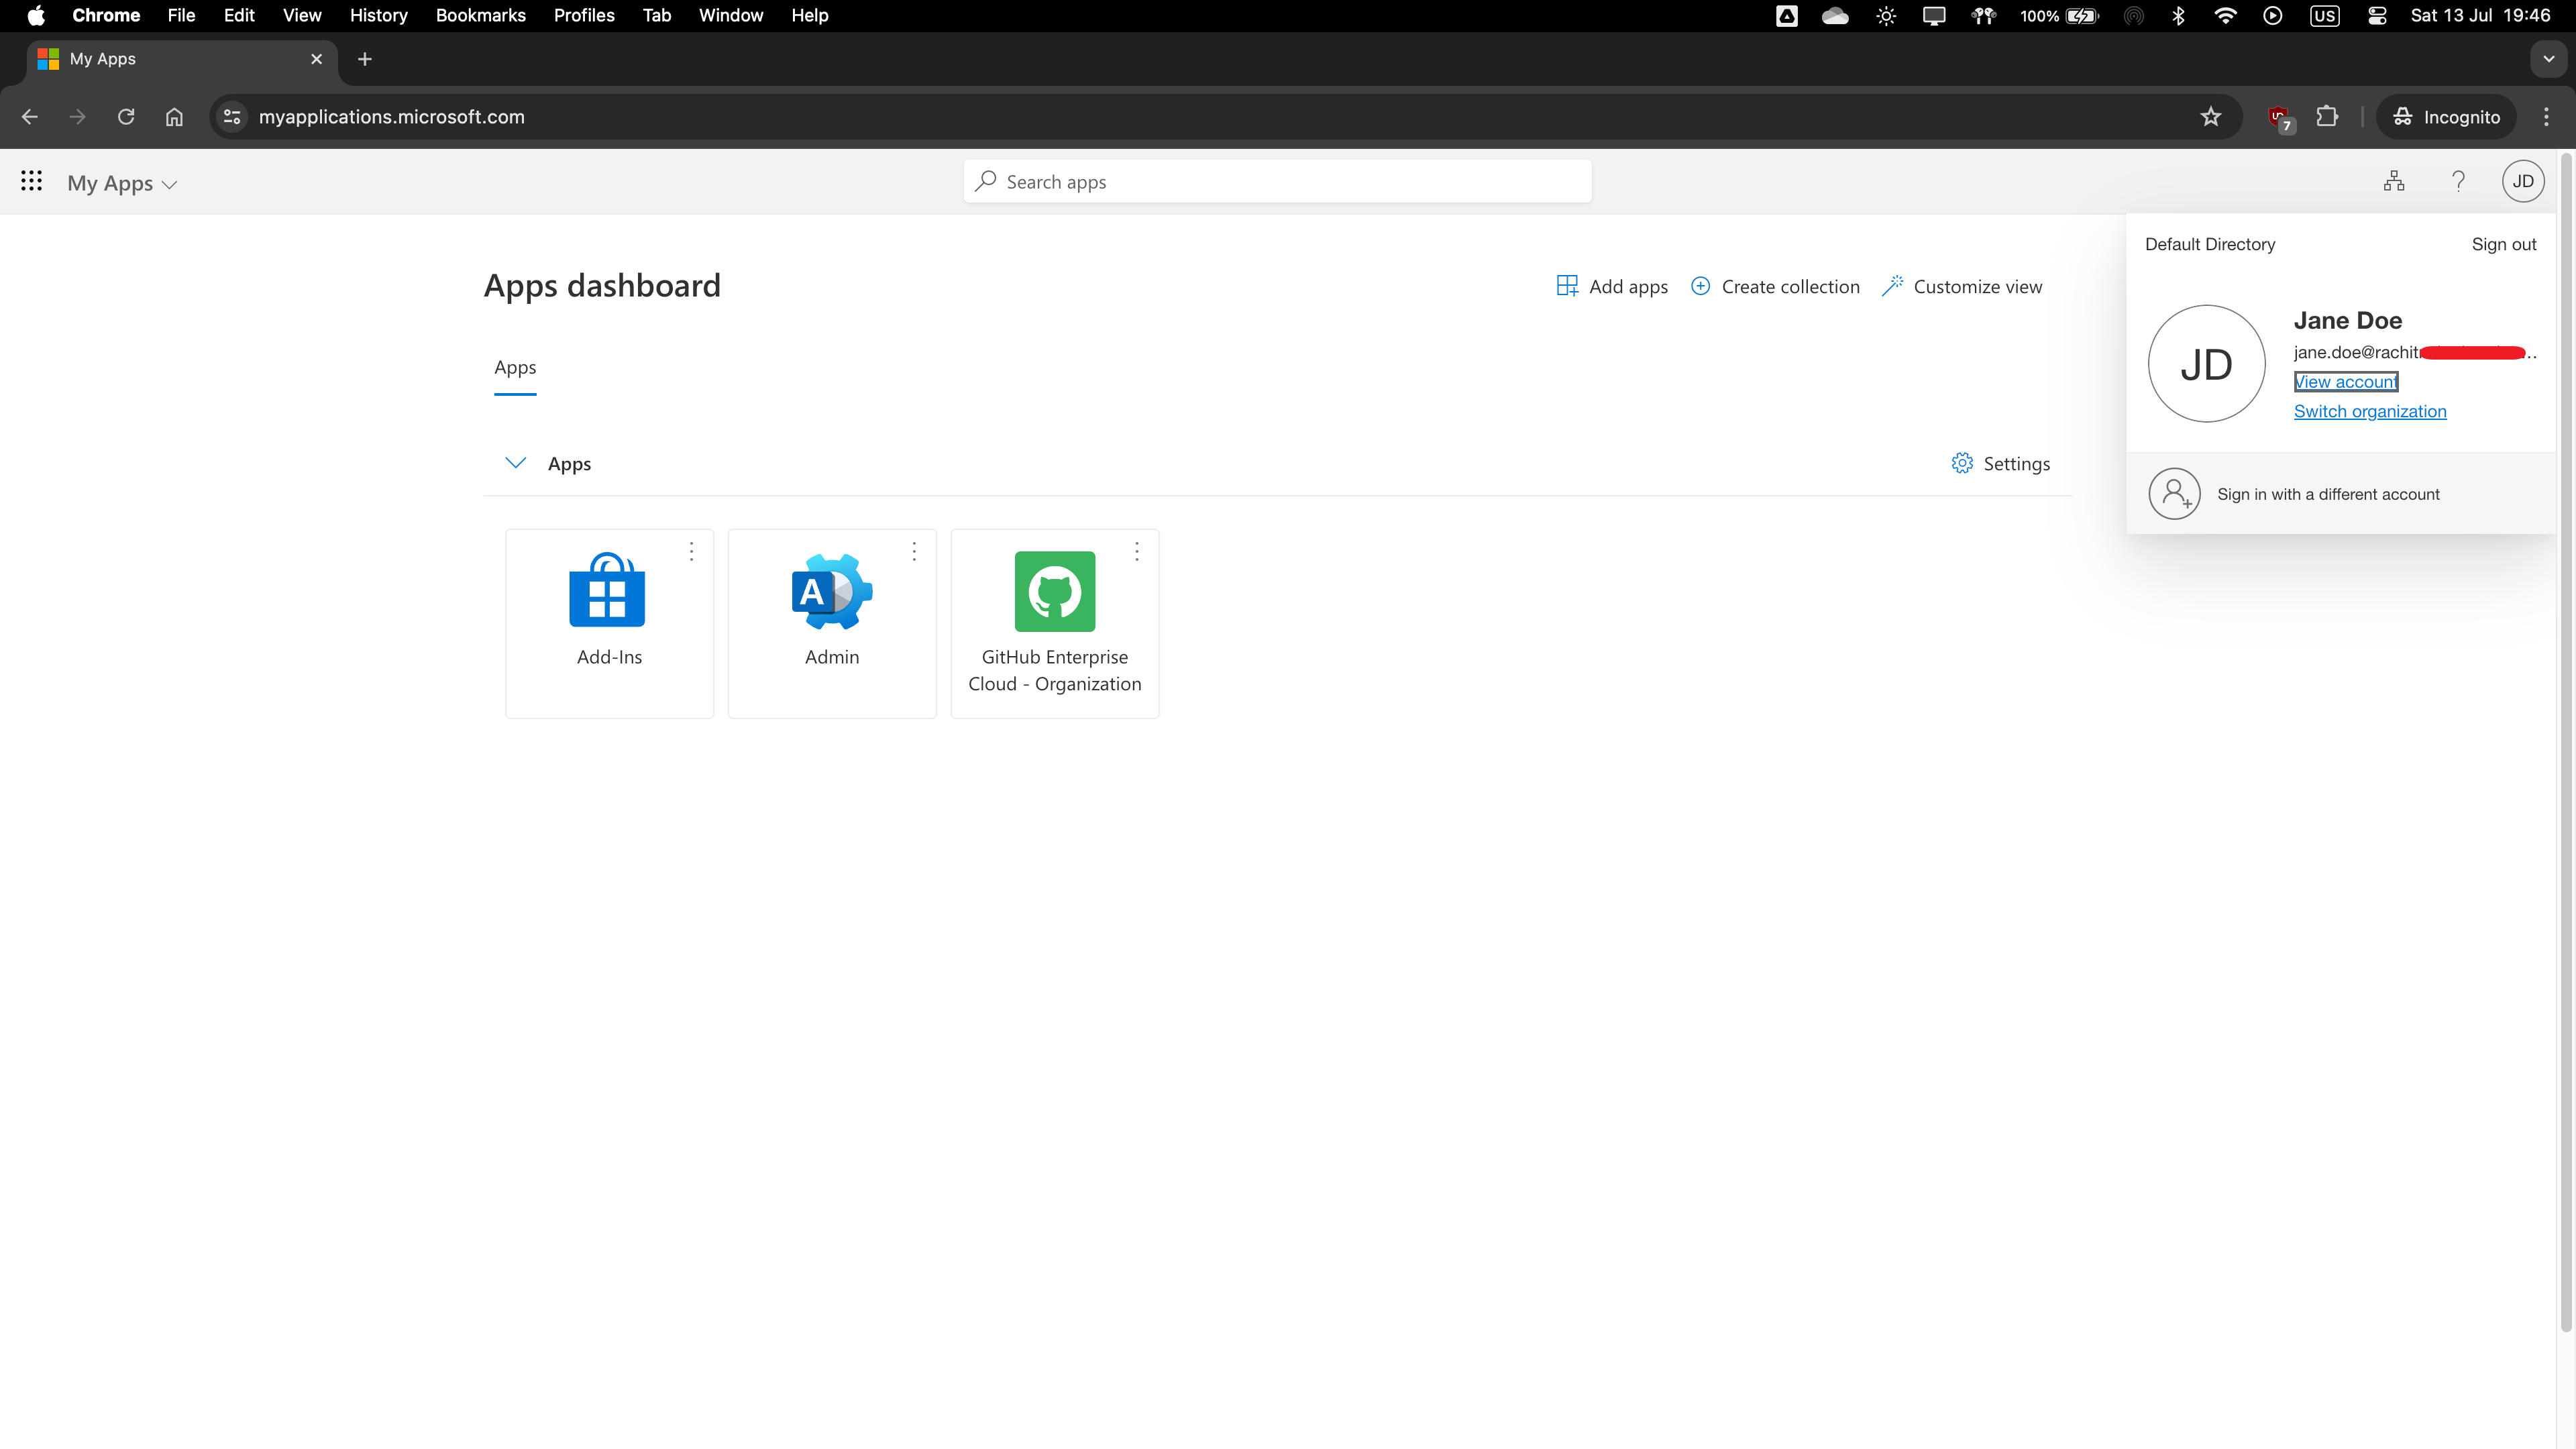 Chrome File Edit View History Bookmarks Profiles Tab Window Help 100% US Sat 13 Jul 19:46
My Apps
myapplications.microsoft.com 7 Incognito
My Apps Search apps ? JD
Default Directory Sign out
Apps dashboard Add apps Create collection Customize view
Jane Doe
jane.doe@rachit
JD
View account
Switch organization
Apps
Apps Settings
Sign in with a different account
A
Add-Ins Admin GitHub Enterprise
Cloud - Organization